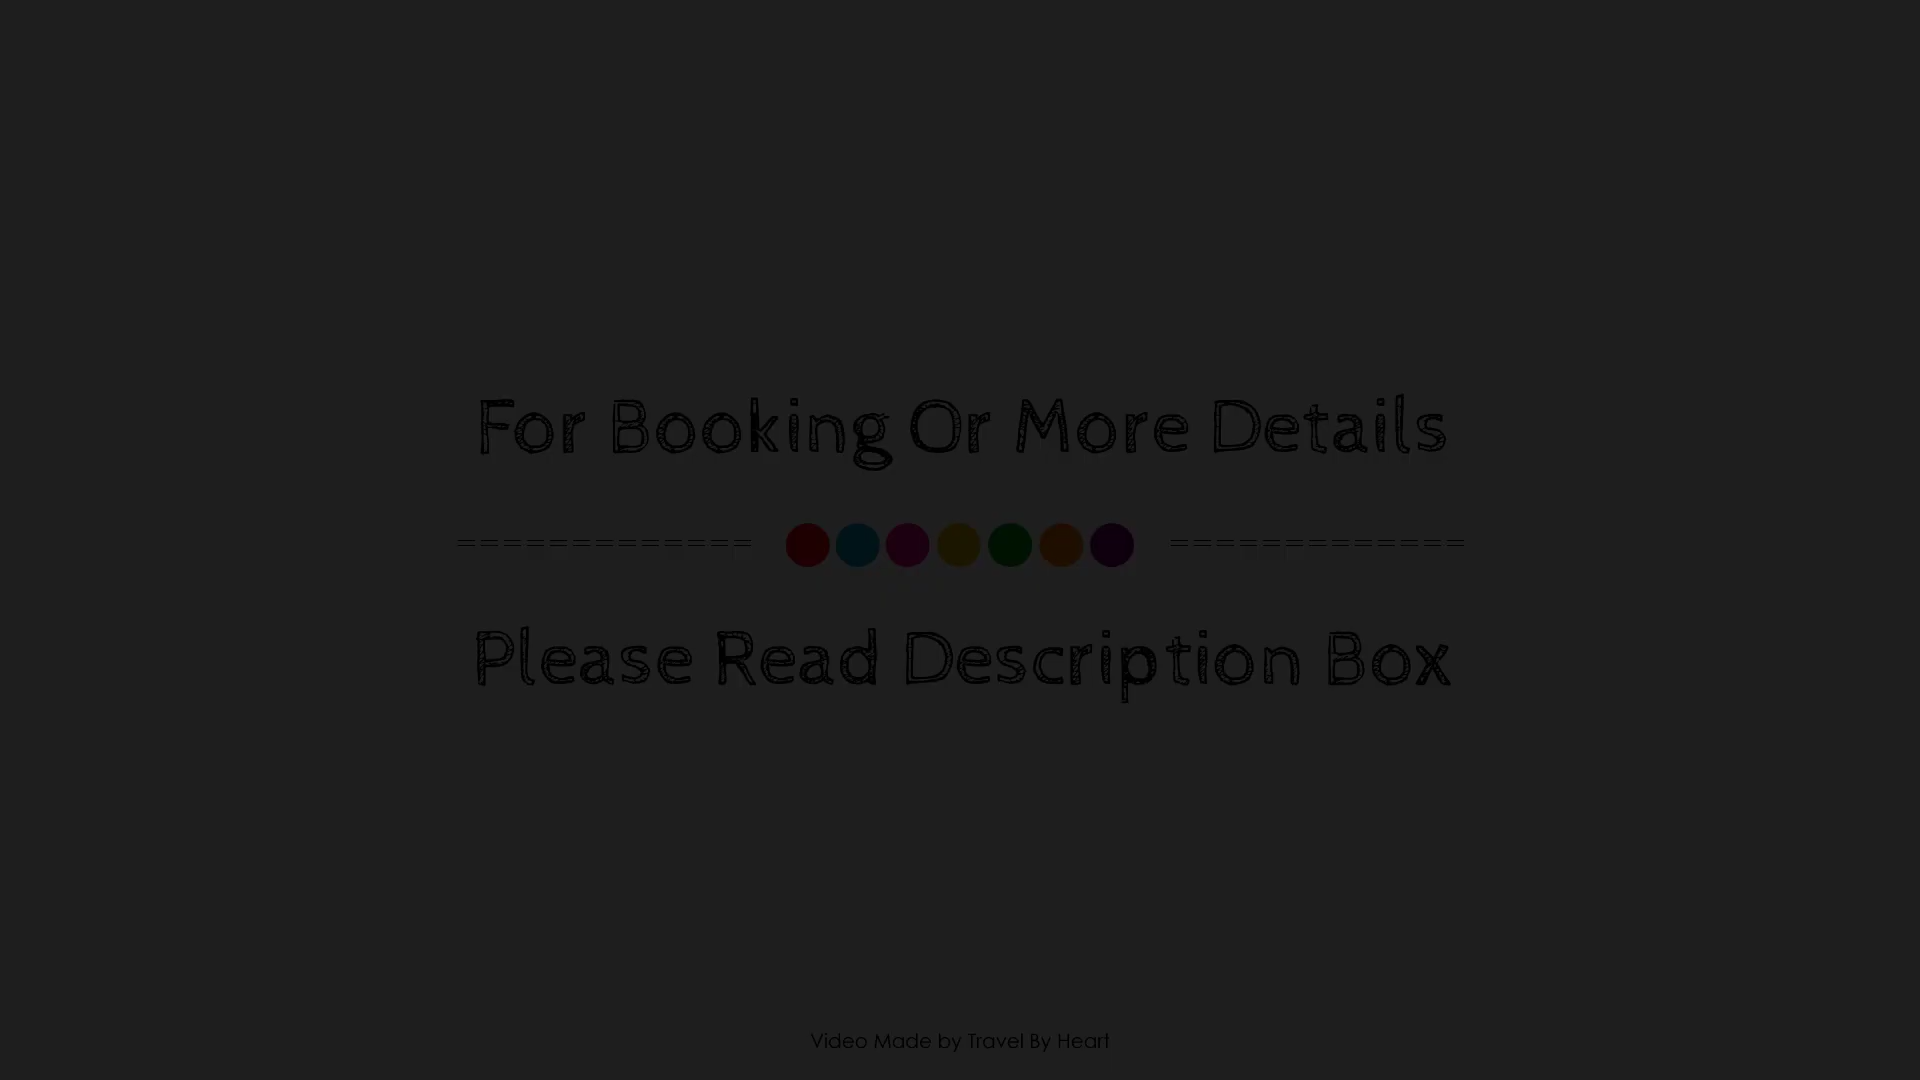 For Booking Or More Details
============= =============
Please Read Description Box
Video Made by Travel By Heart